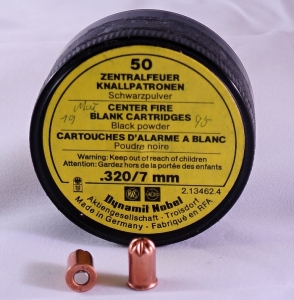 50
ZENTRALFEUER
KNALLPATRONEN
Schwarzpulver
CENTER FIRE
BLANK CARTRIDGES
Black powder
CARTOUCHES D'ALARME A BLANC
Poudre noire
Warning: Keep out of reach of children
Attention: Gardez hors de la portée des enfants
.320/7 mm
2.13462.4
Dynamit Nobel
Aktiengesellschaft - Troisdorf
Made in Germany - Fabriqué en RFA